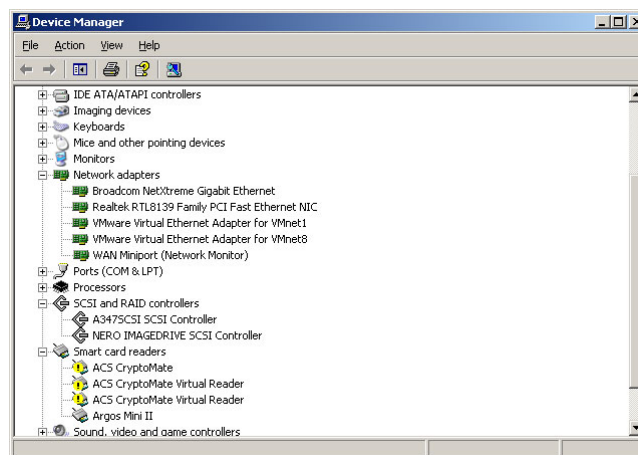 Device Manager
File Action View Help
IDE ATA/ATAPI controllers
Imaging devices
Keyboards
Mice and other pointing devices
Monitors
Network adapters
Broadcom NetXtreme Gigabit Ethernet
Realtek RTL8139 Family PCI Fast Ethernet NIC
VMware Virtual Ethernet Adapter for VMnet1
VMware Virtual Ethernet Adapter for VMnet8
WAN Miniport (Network Monitor)
Ports (COM & LPT)
Processors
SCSI and RAID controllers
A347SCSI SCSI Controller
NERO IMAGEDRIVE SCSI Controller
Smart card readers
ACS CryptoMate
ACS CryptoMate Virtual Reader
ACS CryptoMate Virtual Reader
Argos Mini II
Sound, video and game controllers